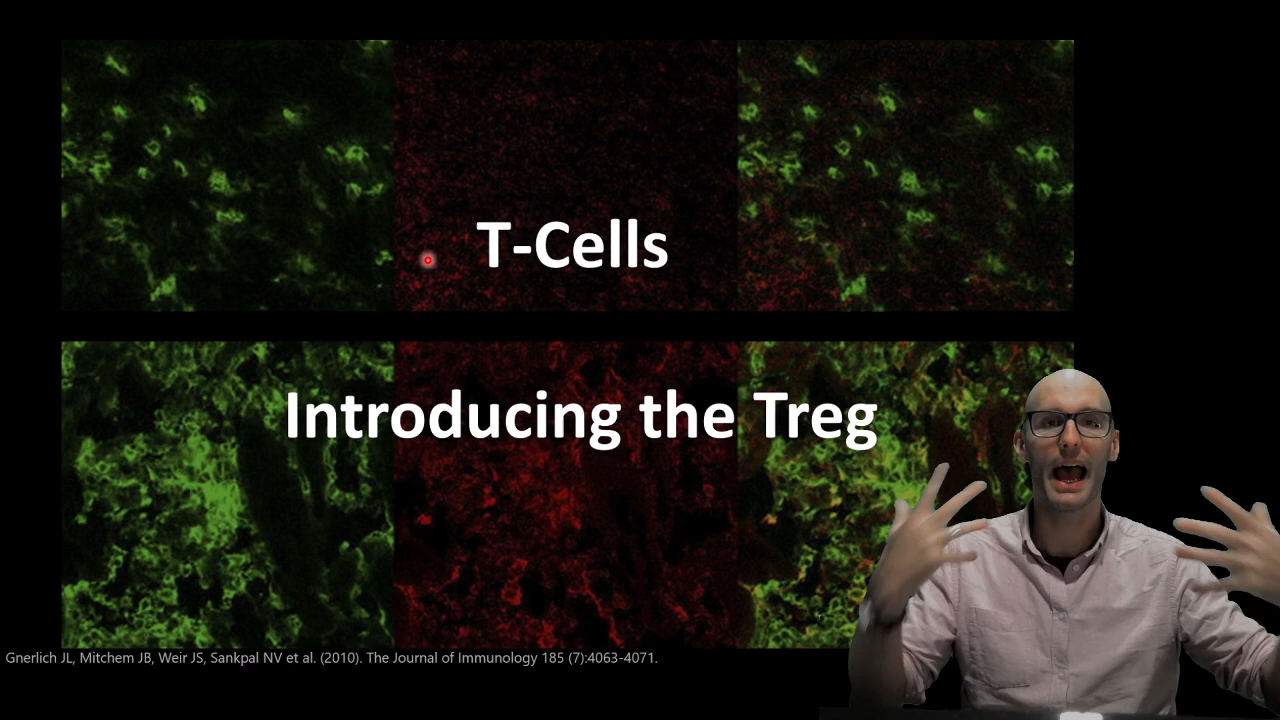 T-Cells
Introducing the Treg
Gnerlich JL, Mitchem JB, Weir JS, Sankpal NV et al. (2010). The Journal of Immunology 185 (7):4063-4071.